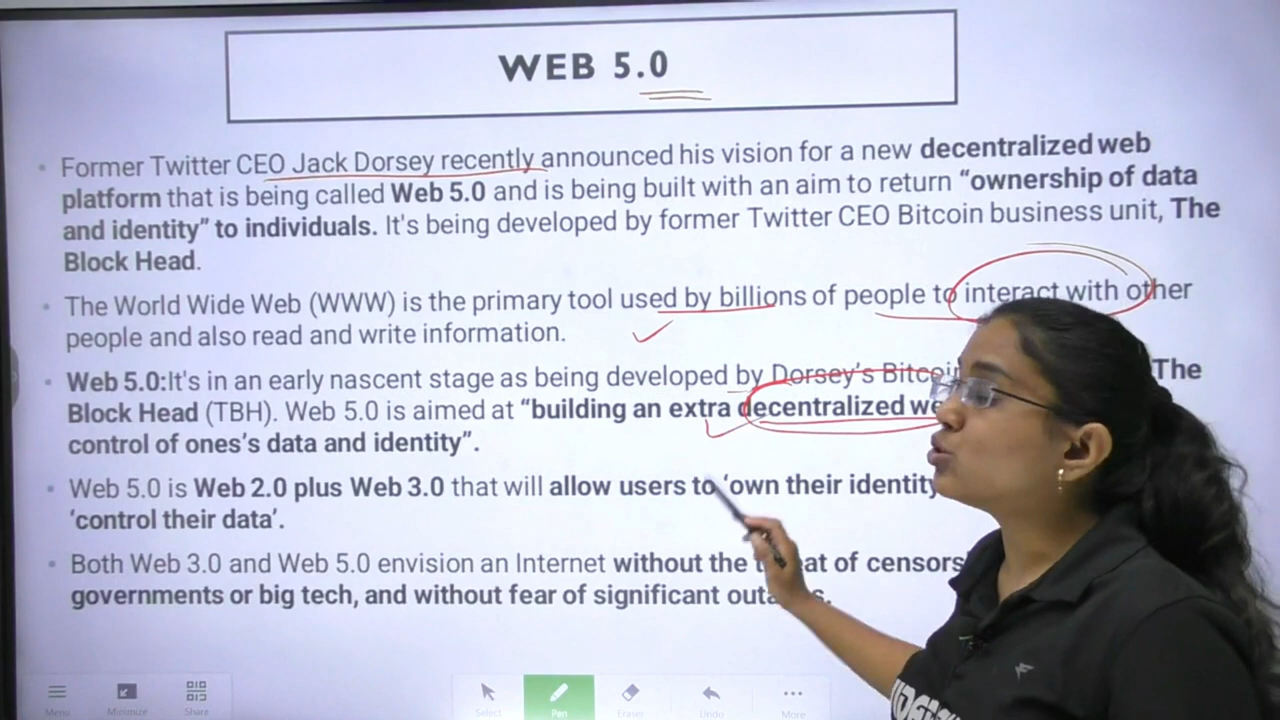 WEB 5.0
Former Twitter CEO Jack Dorsey recently announced his vision for a new decentralized web
platform that is being called Web 5.0 and is being built with an aim to return “ownership of data
and identity” to individuals. It's being developed by former Twitter CEO Bitcoin business unit, The
Block Head.
The World Wide Web (WWW) is the primary tool used by billions of people to interact with other
people and also read and write information.
Web 5.0:It's in an early nascent stage as being developed by Dorsey's The
Block Head (TBH). Web 5.0 is aimed at “building an extra decentralized
control of ones's data and identity”.
Web 5.0 is Web 2.0 plus Web 3.0 that will allow users to ‘own their identity
‘control their data’.
Both Web 3.0 and Web 5.0 envision an Internet without the of
governments or big tech, and without fear of significant
Menu
Minimize
Share
Select
Pen
Eraser
Undo
More